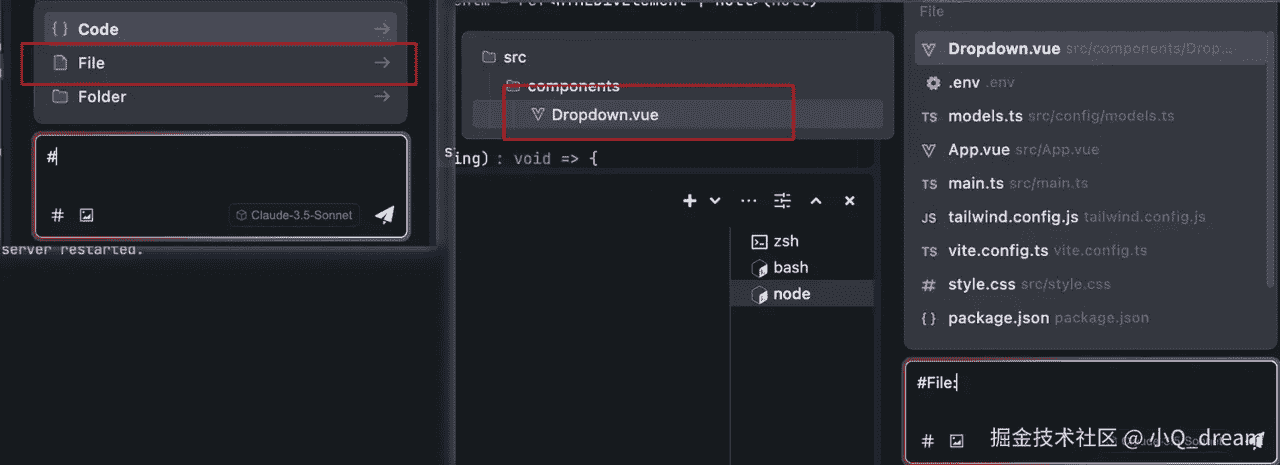 { } Code →
File →
Folder →
#
# Claude-3.5-Sonnet
server restarted.
src
components
Dropdown.vue
sing) : void => {
zsh
bash
node
File
Dropdown.vue src/components/Drop...
.env .env
TS models.ts src/config/models.ts
App.vue src/App.vue
TS main.ts src/main.ts
JS tailwind.config.js tailwind.config.js
TS vite.config.ts vite.config.ts
# style.css src/style.css
{ } package.json package.json
#File:
#
掘金技术社区 @ 小Q_dream